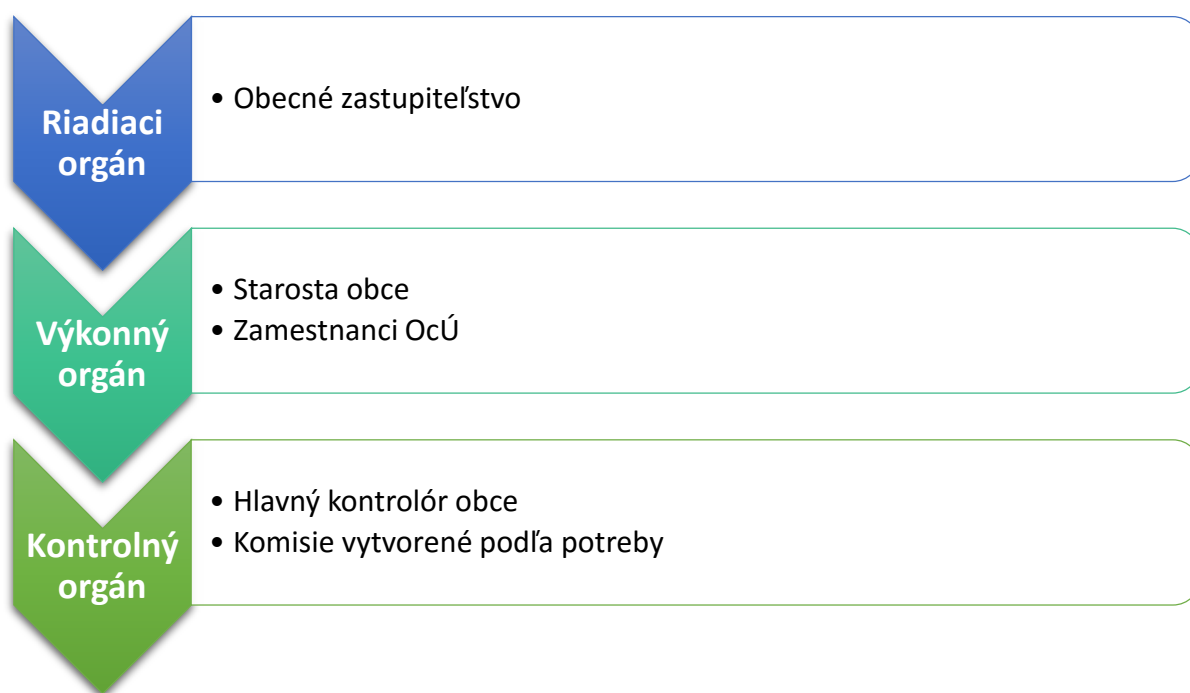 Riadiaci
orgán
• Obecné zastupiteľstvo
Výkonný
orgán
• Starosta obce
• Zamestnanci OcÚ
Kontrolný
orgán
• Hlavný kontrolór obce
• Komisie vytvorené podľa potreby